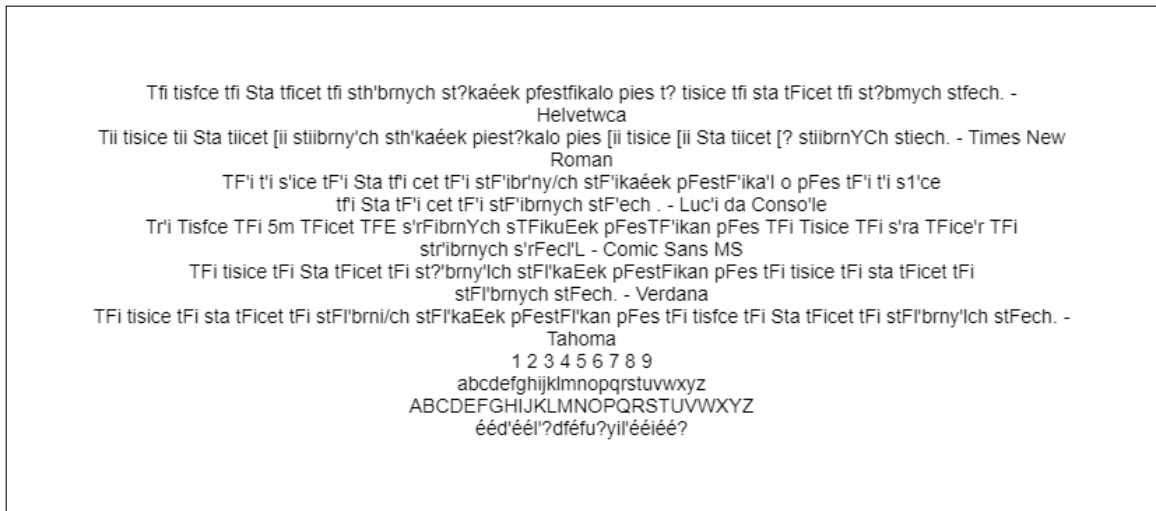 Tfi tisfce tfi Sta tficet tfi sth'brnych st?kaéek pfestfikalo pies t? tisice tfi sta tFicet tfi st?bmych stfech. -
Helvetwca
Tii tisice tii Sta tiicet [ii stiibrny'ch sth'kaéek piest?kalo pies [ii tisice [ii Sta tiicet [? stiibrnYCh stiech. - Times New
Roman
TF'i t'i s'ice tF'i Sta tf'i cet tF'i stF'ibr'ny/ch stF'ikaéek pFestF'ika'l o pFes tF'i t'i s1'ce
tf'i Sta tF'i cet tF'i stF'ibrnych stF'ech . - Luc'i da Conso'le
Tr'i Tisfce TFi 5m TFicet TFE s'rFibrnYch sTFikuEek pFesTF'ikan pFes TFi Tisice TFi s'ra TFice'r TFi
str'ibrnych s'rFecl'L - Comic Sans MS
TFi tisice tFi Sta tFicet tFi st?'brny'lch stFl'kaEek pFestFikan pFes tFi tisice tFi sta tFicet tFi
stFl'brnych stFech. - Verdana
TFi tisice tFi sta tFicet tFi stFl'brni/ch stFl'kaEek pFestFl'kan pFes tFi tisfce tFi Sta tFicet tFi stFl'brny'lch stFech. -
Tahoma
1 2 3 4 5 6 7 8 9
abcdefghijklmnopqrstuvwxyz
ABCDEFGHIJKLMNOPQRSTUVWXYZ
ééd'éél'?dféfu?yil'ééiéé?